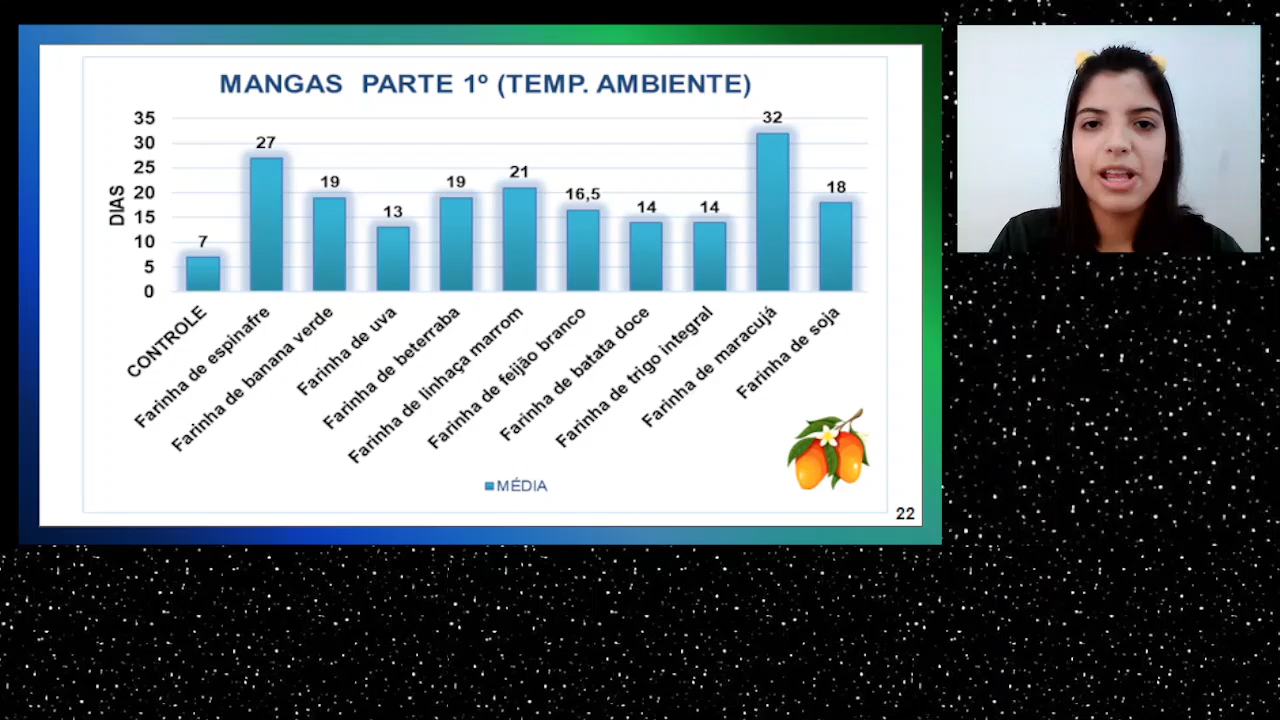 MANGAS PARTE 1º (TEMP. AMBIENTE)
DIAS
35
30
25
20
15
10
5
0
7
27
19
13
19
21
16,5
14
14
32
18
CONTROLE
Farinha de espinafre
Farinha de banana verde
Farinha de uva
Farinha de beterraba
Farinha de linhaça marrom
Farinha de feijão branco
Farinha de batata doce
Farinha de trigo integral
Farinha de maracujá
Farinha de soja
MÉDIA
22